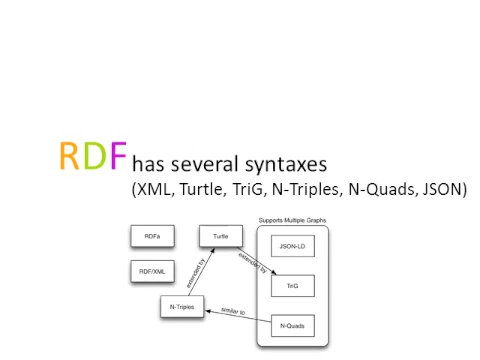 RDF has several syntaxes
(XML, Turtle, TriG, N-Triples, N-Quads, JSON)
Supports Multiple Graphs
RDFa
Turtle
JSON-LD
extended by
RDF/XML
extended by
TriG
N-Triples
similar to
N-Quads